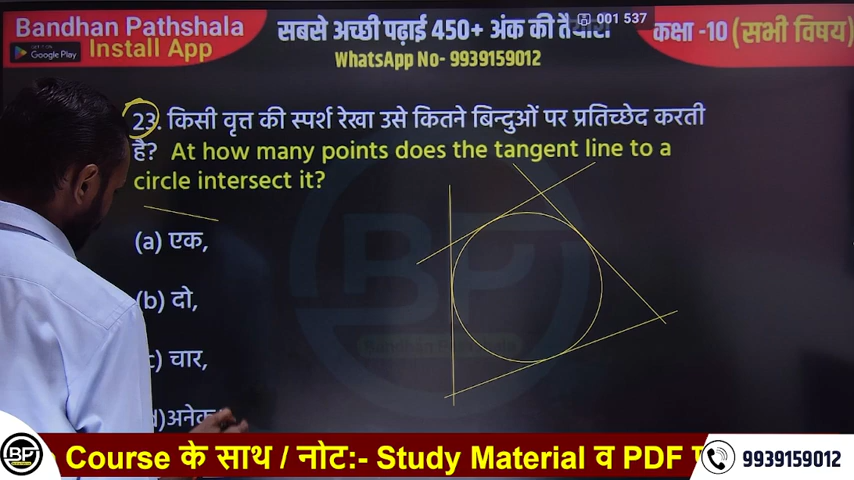 Bandhan Pathshala
GET IT ON
Google Play
Install App
सबसे अच्छी पढ़ाई 450+ अंक की तैयारी
WhatsApp No- 9939159012
001 537
कक्षा -10 (सभी विषय)
23. किसी वृत्त की स्पर्श रेखा उसे कितने बिन्दुओं पर प्रतिच्छेद करती
है? At how many points does the tangent line to a
circle intersect it?
(a) एक,
(b) दो,
c) चार,
d)अनेक
Course के साथ / नोट:- Study Material व PDF
9939159012